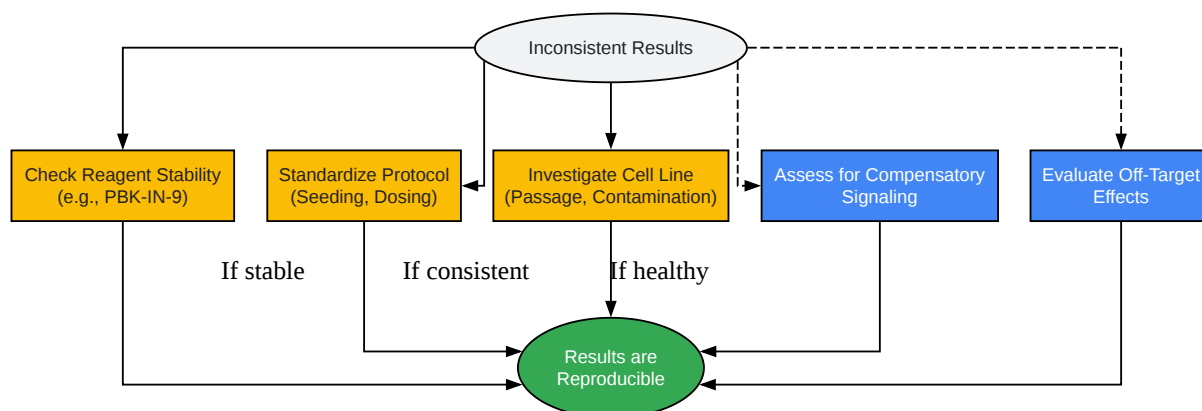 Inconsistent Results
Check Reagent Stability
(e.g., PBK-IN-9)
Standardize Protocol
(Seeding, Dosing)
Investigate Cell Line
(Passage, Contamination)
Assess for Compensatory
Signaling
Evaluate Off-Target
Effects
If stable
If consistent
If healthy
Results are
Reproducible